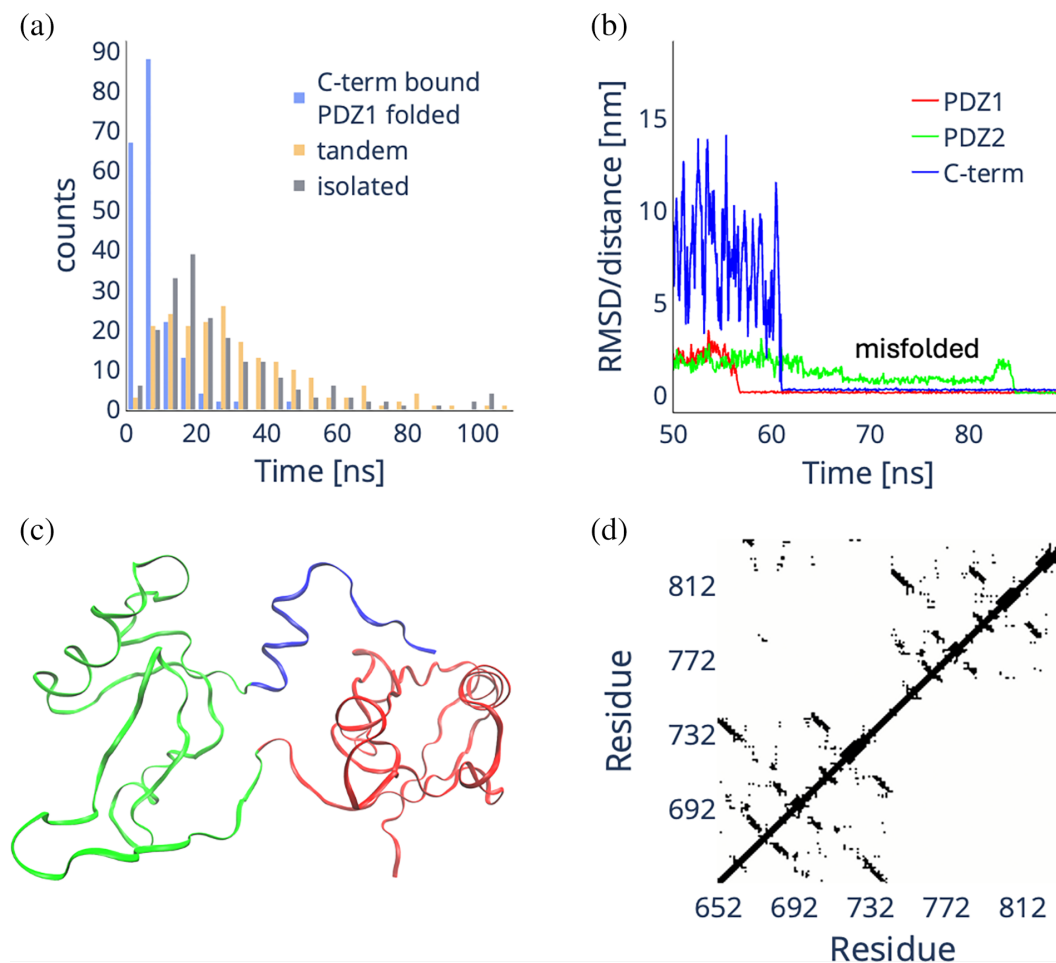 (a)
90
80
70
60
50
40
30
20
10
0
counts
C-term bound
PDZ1 folded
tandem
isolated
0 20 40 60 80 100
Time [ns]
(b)
RMSD/distance [nm]
15
10
5
0
PDZ1
PDZ2
C-term
misfolded
50 60 70 80
Time [ns]
(c)
(d)
Residue
812
772
732
692
652 692 732 772 812
Residue